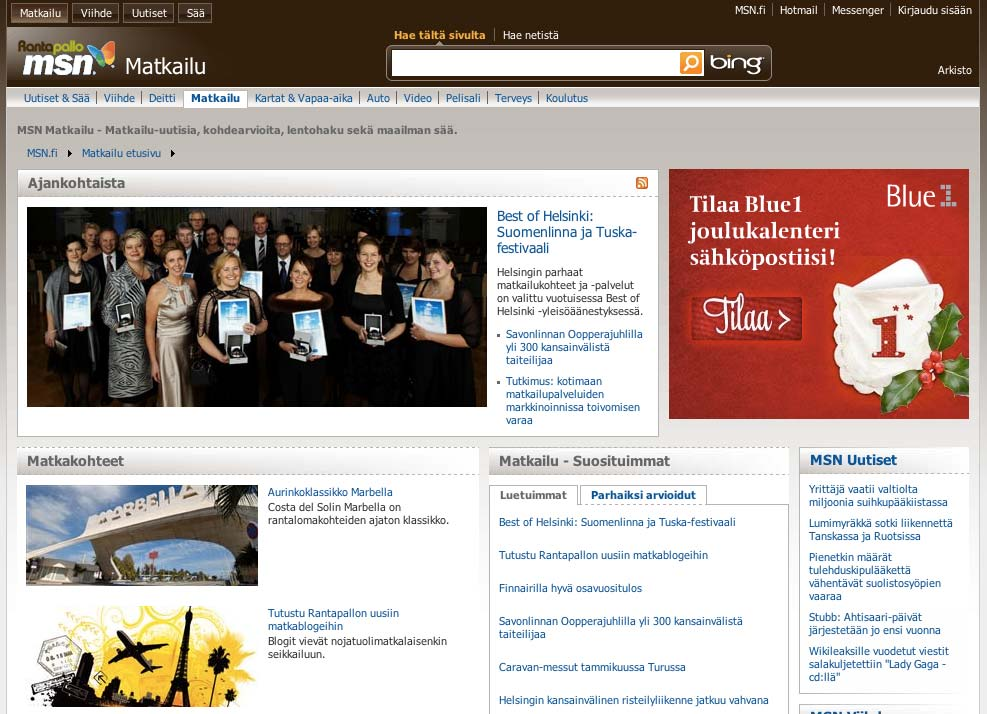 Matkailu Viihde Uutiset Sää
MSN.fi Hotmail Messenger Kirjaudu sisään
Rantapallo
msn Matkailu
Hae tältä sivulta Hae netistä
bing
Arkisto
Uutiset & Sää Viihde Deitti Matkailu Kartat & Vapaa-aika Auto Video Pelisali Terveys Koulutus
MSN Matkailu - Matkailu-uutisia, kohdearvioita, lentohaku sekä maailman sää.
MSN.fi Matkailu etusivu
Ajankohtaista
Best of Helsinki:
Suomenlinna ja Tuska-
festivaali
Helsingin parhaat
matkailukohteet ja -palvelut
on valittu vuotuisessa Best of
Helsinki -yleisöäänestyksessä.
Savonlinnan Oopperajuhlilla
yli 300 kansainvälistä
taiteilijaa
Tutkimus: kotimaan
matkailupalveluiden
markkinoinnissa toivomisen
varaa
Blue1
Tilaa Blue1
joulukalenteri
sähköpostiisi!
Tilaa >
1
Matkakohteet
MARBELLA
Aurinkoklassikko Marbella
Costa del Solin Marbella on
rantalomakohteiden ajaton klassikko.
Tutustu Rantapallon uusiin
matkablogeihin
Blogit vievät nojatuolimatkalaisenkin
seikkailuun.
Matkailu - Suosituimmat
Luetuimmat Parhaiksi arvioidut
Best of Helsinki: Suomenlinna ja Tuska-festivaali
Tutustu Rantapallon uusiin matkablogeihin
Finnairilla hyvä osavuositulos
Savonlinnan Oopperajuhlilla yli 300 kansainvälistä
taiteilijaa
Caravan-messut tammikuussa Turussa
Helsingin kansainvälinen risteilyliikenne jatkuu vahvana
MSN Uutiset
Yrittäjä vaatii valtiolta
miljoonia suihkupääkiistassa
Lumimyräkkä sotki liikennettä
Tanskassa ja Ruotsissa
Pienetkin määrät
tulehduskipulääkettä
vähentävät suolistosyöpien
vaaraa
Stubb: Ahtisaari-päivät
järjestetään jo ensi vuonna
Wikileaksille vuodetut viestit
salakuljetettiin "Lady Gaga -
cd:llä"